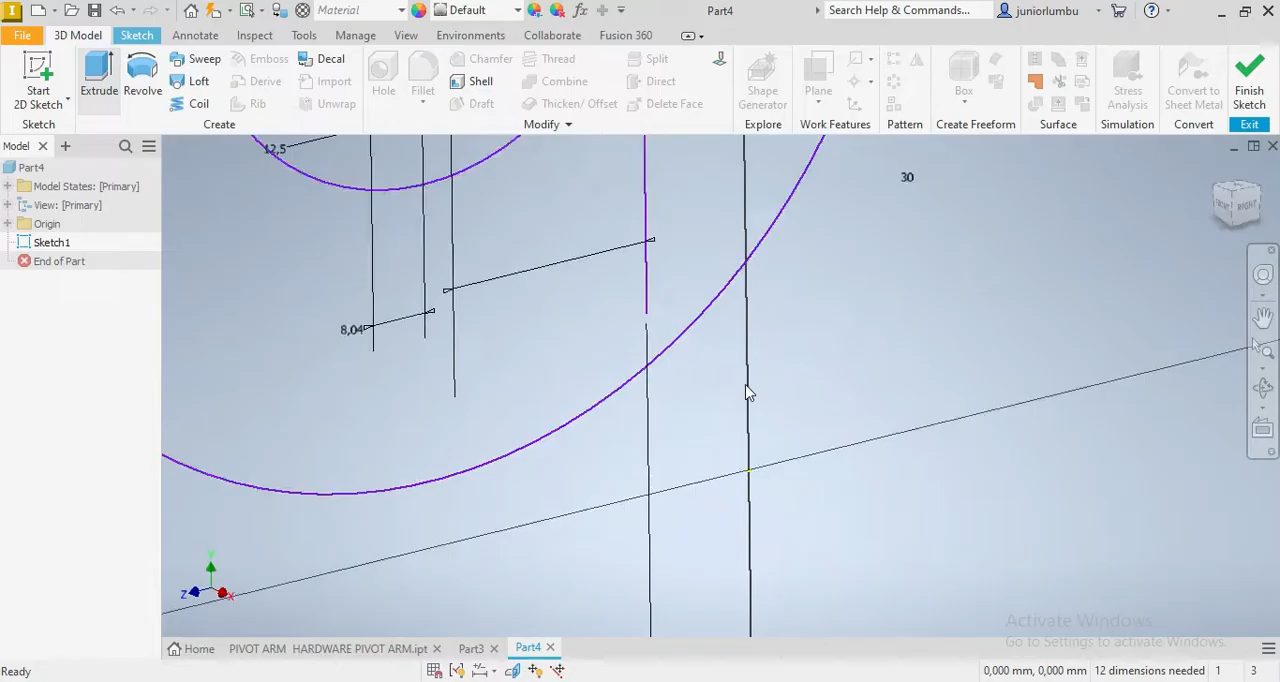 I Material Default Part4 Search Help & Commands... juniorlumbu
File 3D Model Sketch Annotate Inspect Tools Manage View Environments Collaborate Fusion 360
Start
2D Sketch
Extrude
Revolve
Sweep
Loft
Coil
Emboss
Derive
Rib
Decal
Import
Unwrap
Hole
Fillet
Chamfer
Shell
Draft
Thread
Combine
Thicken/ Offset
Split
Direct
Delete Face
Shape
Generator
Plane
Box
Stress
Analysis
Convert to
Sheet Metal
Finish
Sketch
Sketch Create Modify Explore Work Features Pattern Create Freeform Surface Simulation Convert Exit
Model
Part4
Model States: [Primary]
View: [Primary]
Origin
Sketch1
End of Part
12,5
30
8,04
FRONT RIGHT
Y
Z
X
Activate Windows
Go to Settings to activate Windows.
Home PIVOT ARM HARDWARE PIVOT ARM.ipt Part3 Part4
Ready 0,000 mm, 0,000 mm 12 dimensions needed 1 3